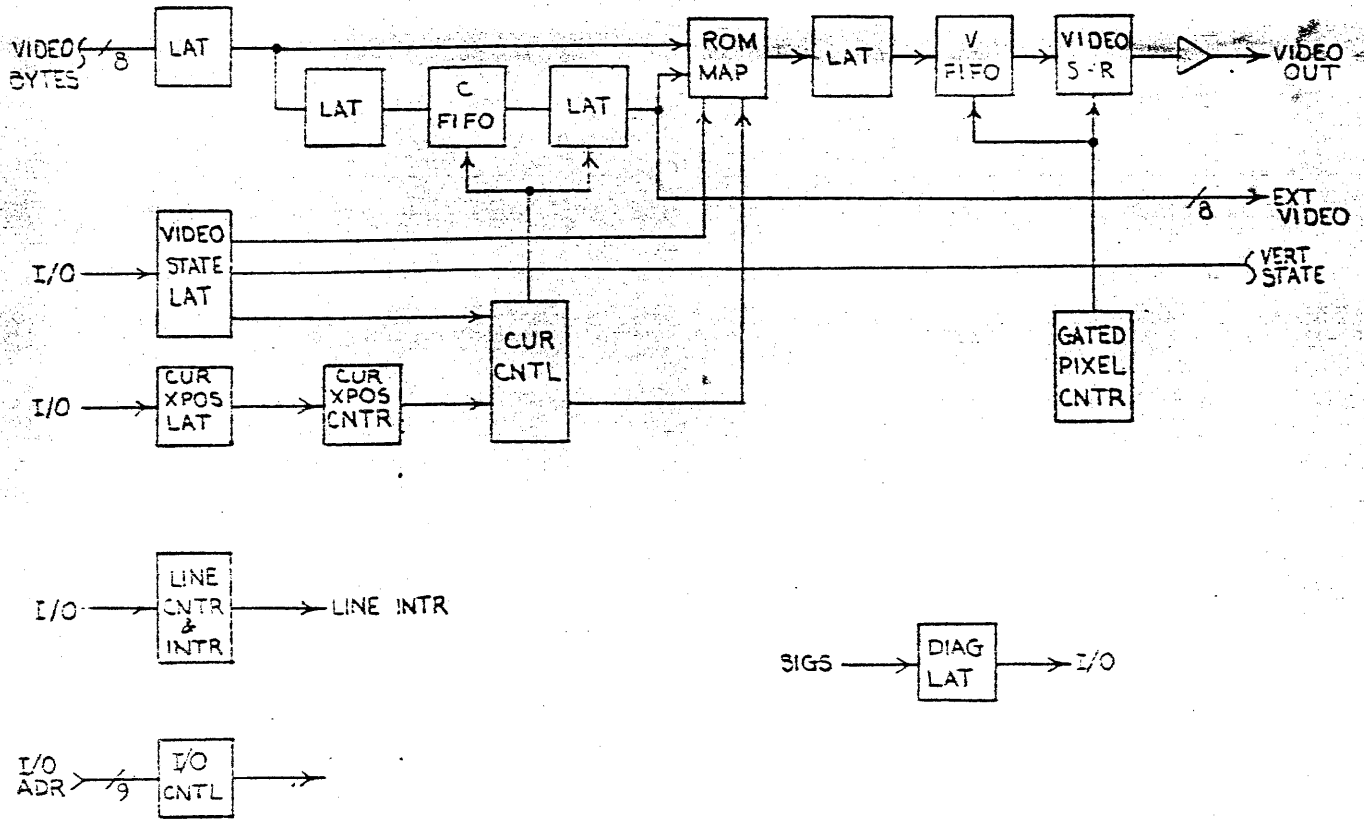 VIDEO
BYTES
8
LAT
LAT
C
FIFO
LAT
ROM
MAP
LAT
V
FIFO
VIDEO
S-R
VIDEO
OUT
8
EXT
VIDEO
I/O
VIDEO
STATE
LAT
VERT
STATE
I/O
CUR
XPOS
LAT
CUR
XPOS
CNTR
CUR
CNTL
GATED
PIXEL
CNTR
I/O
LINE
CNTR
&
INTR
LINE INTR
SIGS
DIAG
LAT
I/O
I/O
ADR
9
I/O
CNTL